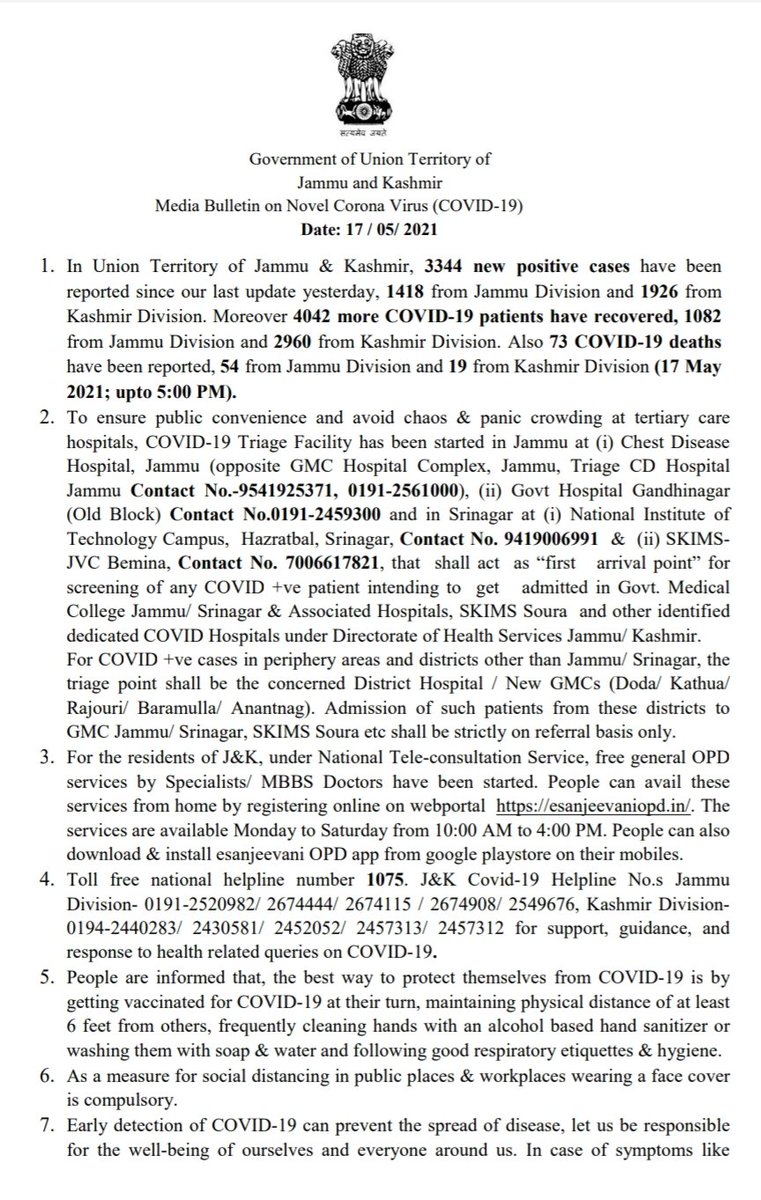 सत्यमेव जयते
Government of Union Territory of
Jammu and Kashmir
Media Bulletin on Novel Corona Virus (COVID-19)
Date: 17 / 05/ 2021
1. In Union Territory of Jammu & Kashmir, 3344 new positive cases have been
reported since our last update yesterday, 1418 from Jammu Division and 1926 from
Kashmir Division. Moreover 4042 more COVID-19 patients have recovered, 1082
from Jammu Division and 2960 from Kashmir Division. Also 73 COVID-19 deaths
have been reported, 54 from Jammu Division and 19 from Kashmir Division (17 May
2021; upto 5:00 PM).
2. To ensure public convenience and avoid chaos & panic crowding at tertiary care
hospitals, COVID-19 Triage Facility has been started in Jammu at (i) Chest Disease
Hospital, Jammu (opposite GMC Hospital Complex, Jammu, Triage CD Hospital
Jammu Contact No.-9541925371, 0191-2561000), (ii) Govt Hospital Gandhinagar
(Old Block) Contact No.0191-2459300 and in Srinagar at (i) National Institute of
Technology Campus, Hazratbal, Srinagar, Contact No. 9419006991 & (ii) SKIMS-
JVC Bemina, Contact No. 7006617821, that shall act as “first arrival point” for
screening of any COVID +ve patient intending to get admitted in Govt. Medical
College Jammu/ Srinagar & Associated Hospitals, SKIMS Soura and other identified
dedicated COVID Hospitals under Directorate of Health Services Jammu/ Kashmir.
For COVID +ve cases in periphery areas and districts other than Jammu/ Srinagar, the
triage point shall be the concerned District Hospital / New GMCs (Doda/ Kathua/
Rajouri/ Baramulla/ Anantnag). Admission of such patients from these districts to
GMC Jammu/ Srinagar, SKIMS Soura etc shall be strictly on referral basis only.
3. For the residents of J&K, under National Tele-consultation Service, free general OPD
services by Specialists/ MBBS Doctors have been started. People can avail these
services from home by registering online on webportal https://esanjeevaniopd.in/. The
services are available Monday to Saturday from 10:00 AM to 4:00 PM. People can also
download & install esanjeevani OPD app from google playstore on their mobiles.
4. Toll free national helpline number 1075. J&K Covid-19 Helpline No.s Jammu
Division- 0191-2520982/ 2674444/ 2674115 / 2674908/ 2549676, Kashmir Division-
0194-2440283/ 2430581/ 2452052/ 2457313/ 2457312 for support, guidance, and
response to health related queries on COVID-19.
5. People are informed that, the best way to protect themselves from COVID-19 is by
getting vaccinated for COVID-19 at their turn, maintaining physical distance of at least
6 feet from others, frequently cleaning hands with an alcohol based hand sanitizer or
washing them with soap & water and following good respiratory etiquettes & hygiene.
6. As a measure for social distancing in public places & workplaces wearing a face cover
is compulsory.
7. Early detection of COVID-19 can prevent the spread of disease, let us be responsible
for the well-being of ourselves and everyone around us. In case of symptoms like